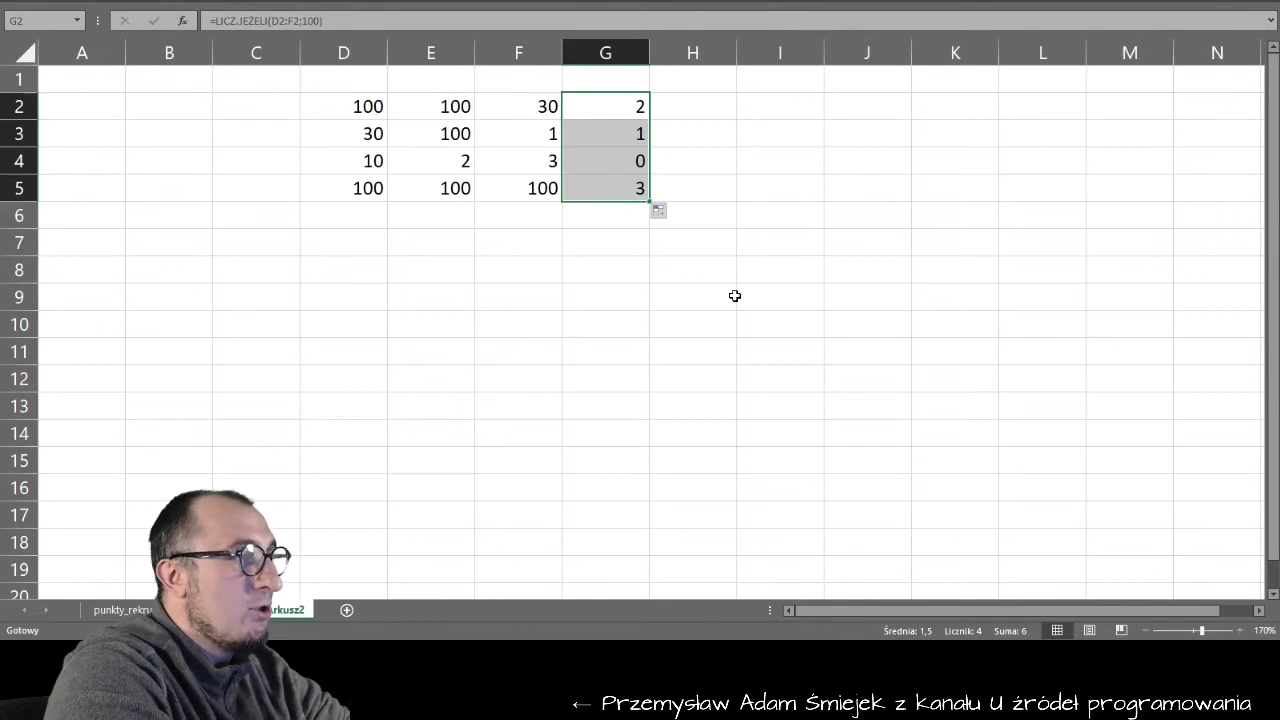 G2 =LICZ.JEŻELI(D2:F2;100)
A B C D E F G H I J K L M N
1
2 100 100 30 2
3 30 100 1 1
4 10 2 3 0
5 100 100 100 3
6
7
8
9
10
11
12
13
14
15
16
17
18
19
20
punkty_rekru Arkusz2
Gotowy Średnia: 1,5 Licznik: 4 Suma: 6 170%
← Przemysław Adam Śmiejek z kanału U źródeł programowania